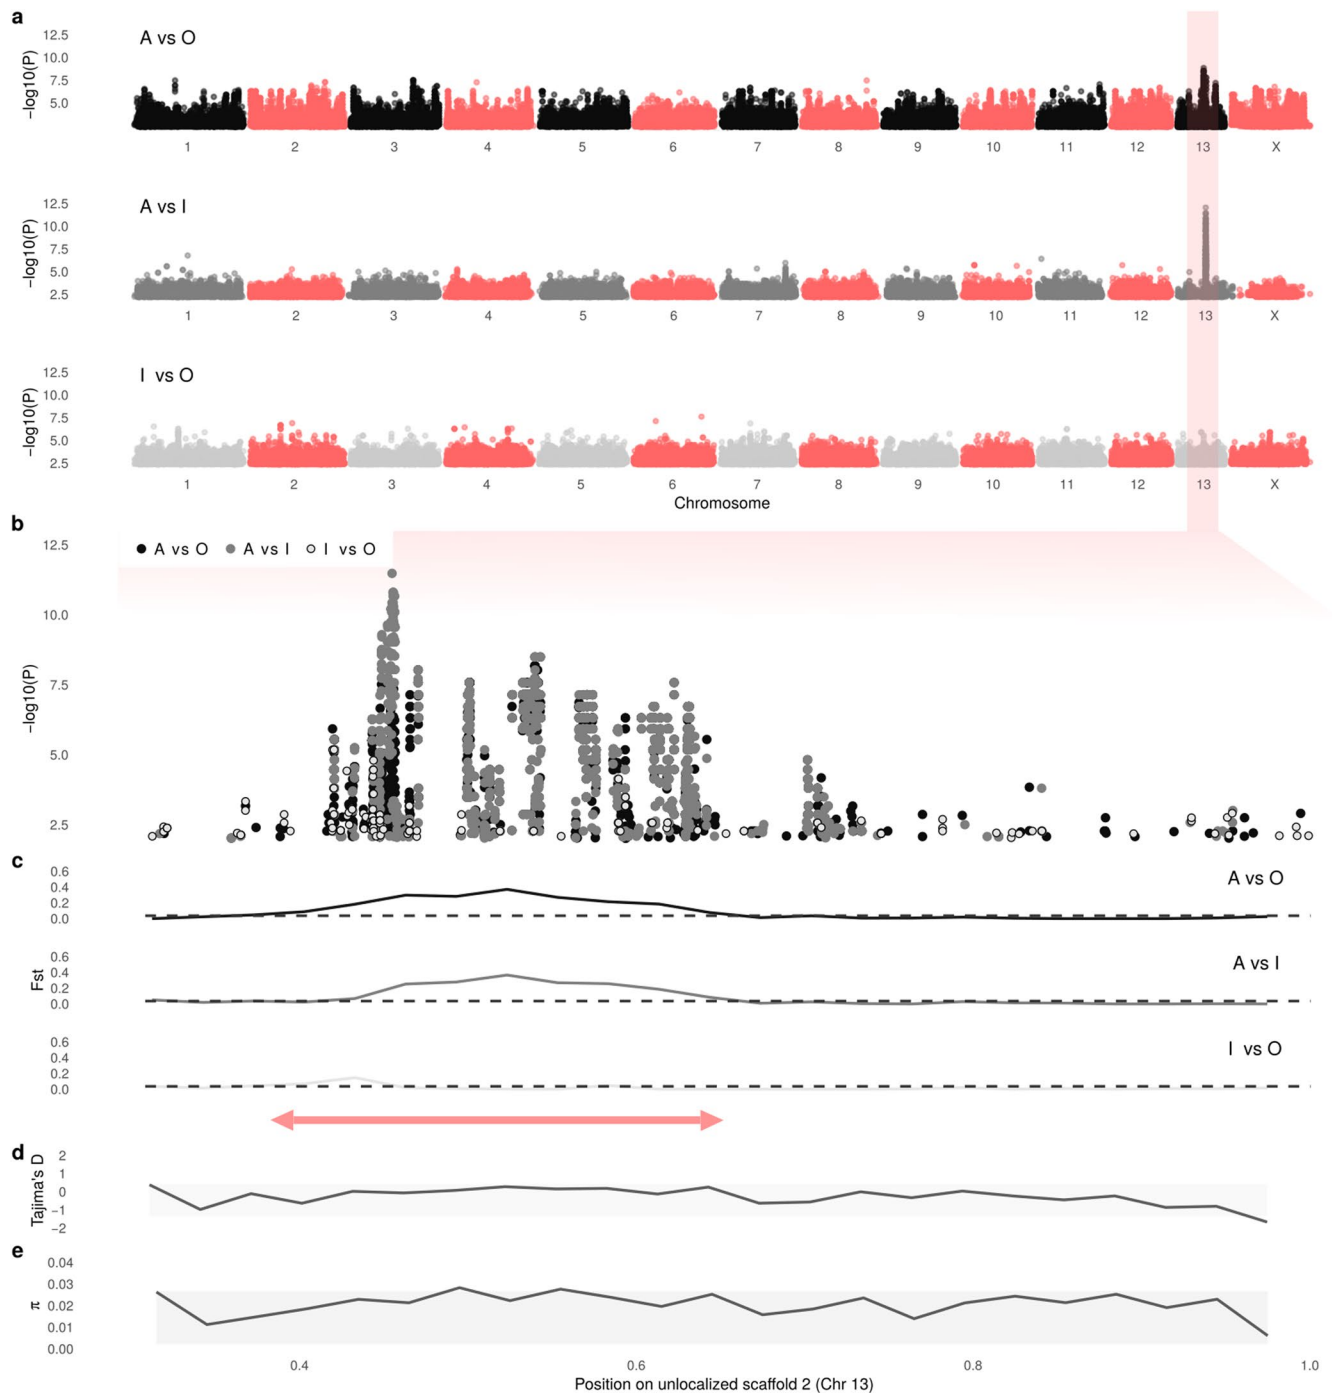 a
A vs O
12.5
10.0
7.5
5.0
−log10(P)
1 2 3 4 5 6 7 8 9 10 11 12 13 X
A vs I
12.5
10.0
7.5
5.0
2.5
−log10(P)
1 2 3 4 5 6 7 8 9 10 11 12 13 X
I vs O
12.5
10.0
7.5
5.0
2.5
−log10(P)
1 2 3 4 5 6 7 8 9 10 11 12 13 X
Chromosome
b
A vs O A vs I I vs O
12.5
10.0
7.5
5.0
2.5
−log10(P)
c
0.6
0.4
0.2
0.0
A vs O
0.6
0.4
0.2
0.0
A vs I
Fst
0.6
0.4
0.2
0.0
I vs O
d
2
1
0
−1
−2
Tajima's D
e
0.04
0.03
0.02
0.01
0.00
π
0.4 0.6 0.8 1.0
Position on unlocalized scaffold 2 (Chr 13)